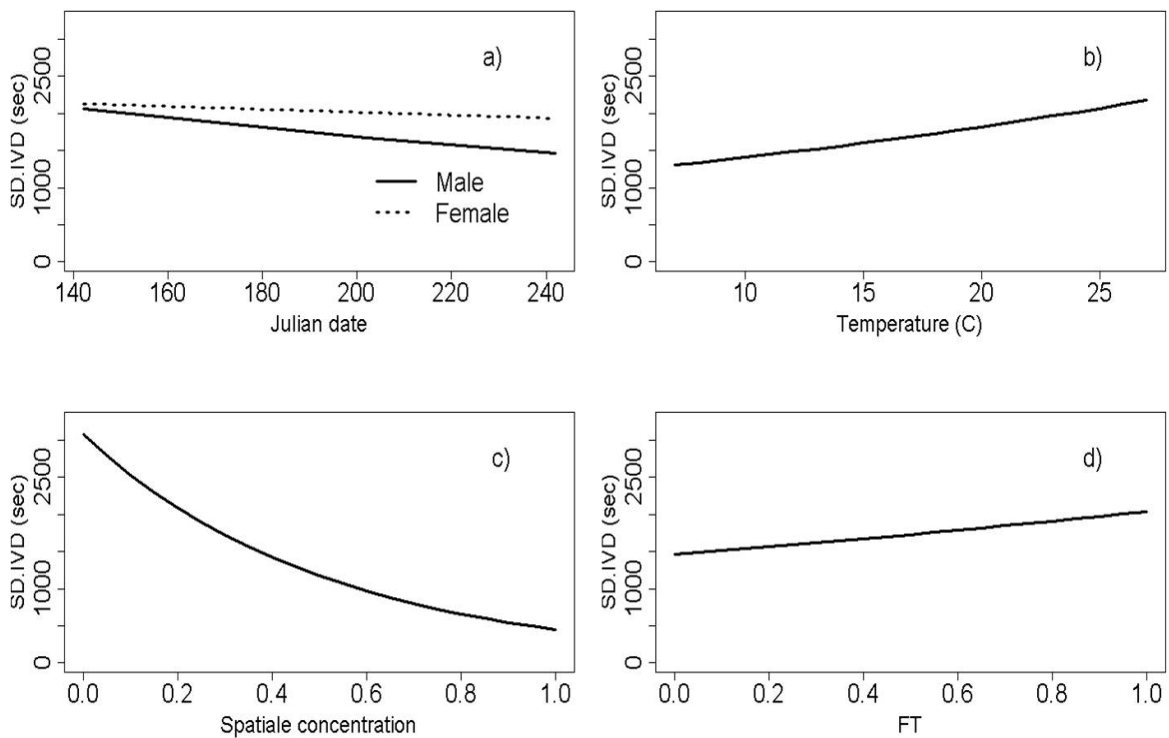 a)
SD.IVD (sec)
0 1000 2500
Male
Female
140 160 180 200 220 240
Julian date
b)
SD.IVD (sec)
0 1000 2500
10 15 20 25
Temperature (C)
c)
SD.IVD (sec)
0 1000 2500
0.0 0.2 0.4 0.6 0.8 1.0
Spatiale concentration
d)
SD.IVD (sec)
0 1000 2500
0.0 0.2 0.4 0.6 0.8 1.0
FT